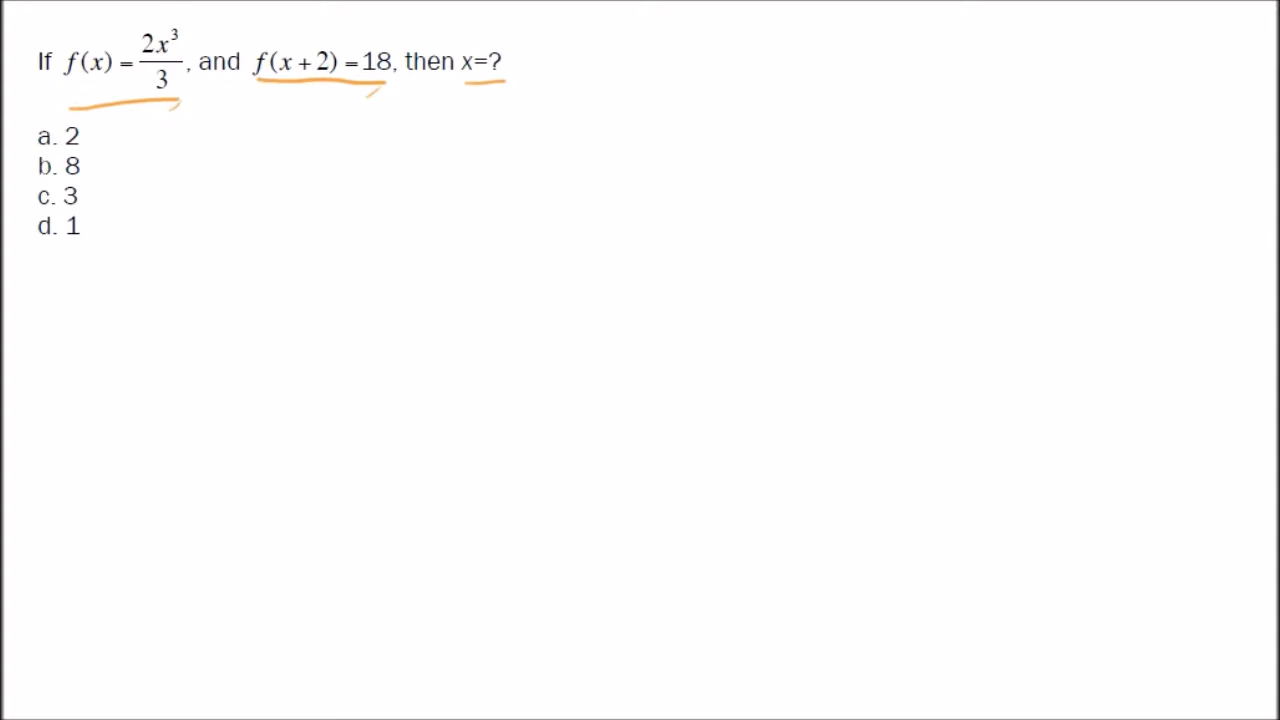 If f(x) = 2x³/3, and f(x + 2) = 18, then x=?
a. 2
b. 8
c. 3
d. 1